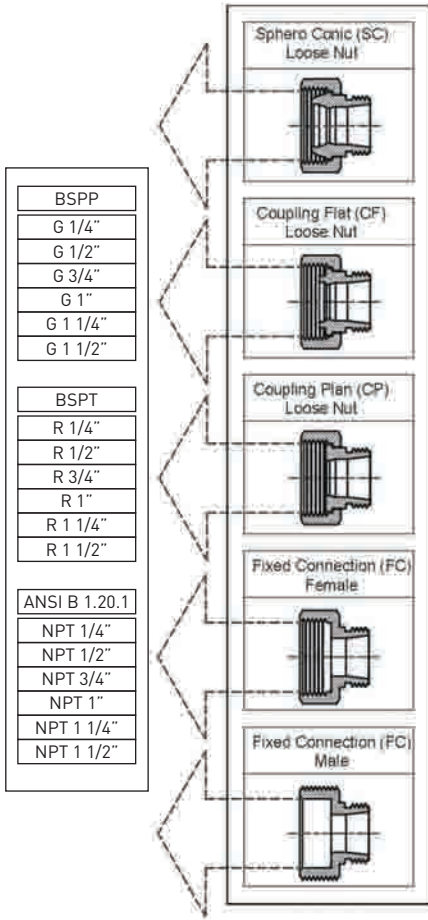 BSPP
G 1/4"
G 1/2"
G 3/4"
G 1"
G 1 1/4"
G 1 1/2"
BSPT
R 1/4"
R 1/2"
R 3/4"
R 1"
R 1 1/4"
R 1 1/2"
ANSI B 1.20.1
NPT 1/4"
NPT 1/2"
NPT 3/4"
NPT 1"
NPT 1 1/4"
NPT 1 1/2"
Sphero Conic (SC)
Loose Nut
Coupling Flat (CF)
Loose Nut
Coupling Plan (CP)
Loose Nut
Fixed Connection (FC)
Female
Fixed Connection (FC)
Male